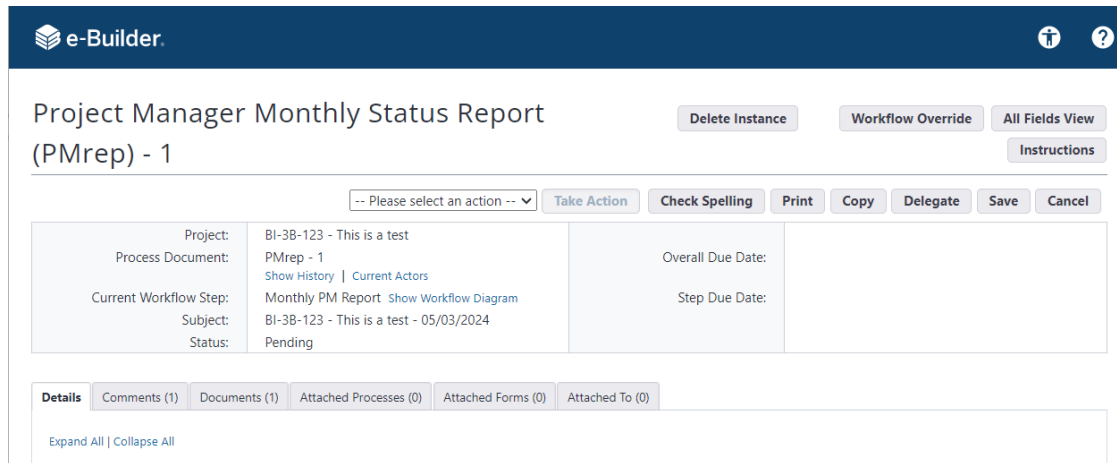 e-Builder.
Project Manager Monthly Status Report
(PMrep) - 1
Delete Instance
Workflow Override
All Fields View
Instructions
-- Please select an action --
Take Action
Check Spelling
Print
Copy
Delegate
Save
Cancel
Project: BI-3B-123 - This is a test
Process Document: PMrep - 1
Overall Due Date:
Show History | Current Actors
Current Workflow Step: Monthly PM Report Show Workflow Diagram
Step Due Date:
Subject: BI-3B-123 - This is a test - 05/03/2024
Status: Pending
Details
Comments (1)
Documents (1)
Attached Processes (0)
Attached Forms (0)
Attached To (0)
Expand All | Collapse All